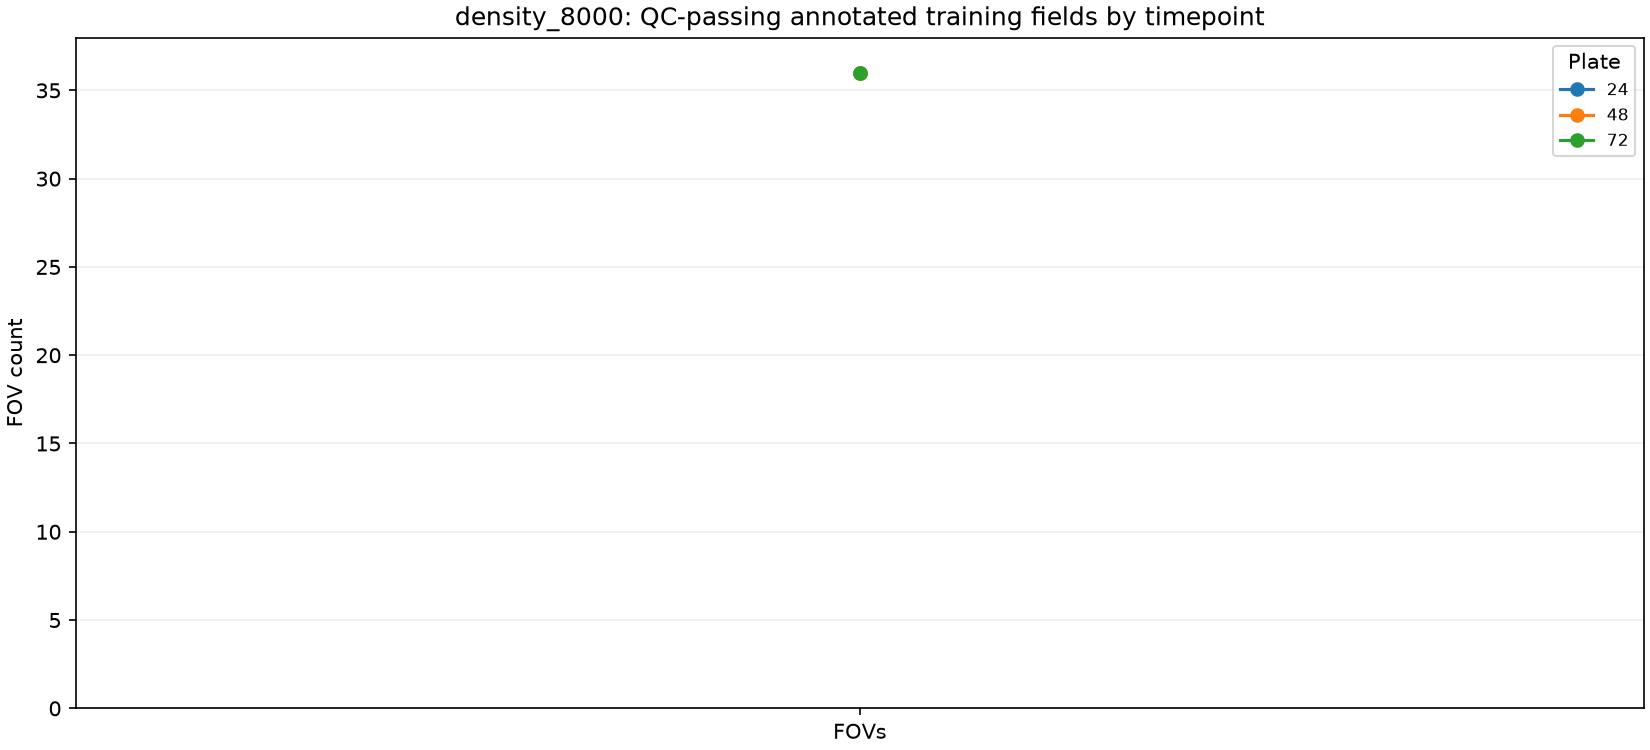 density_8000: QC-passing annotated training fields by timepoint
Plate
24
48
72
35
30
25
20
15
10
5
0
FOV count
FOVs